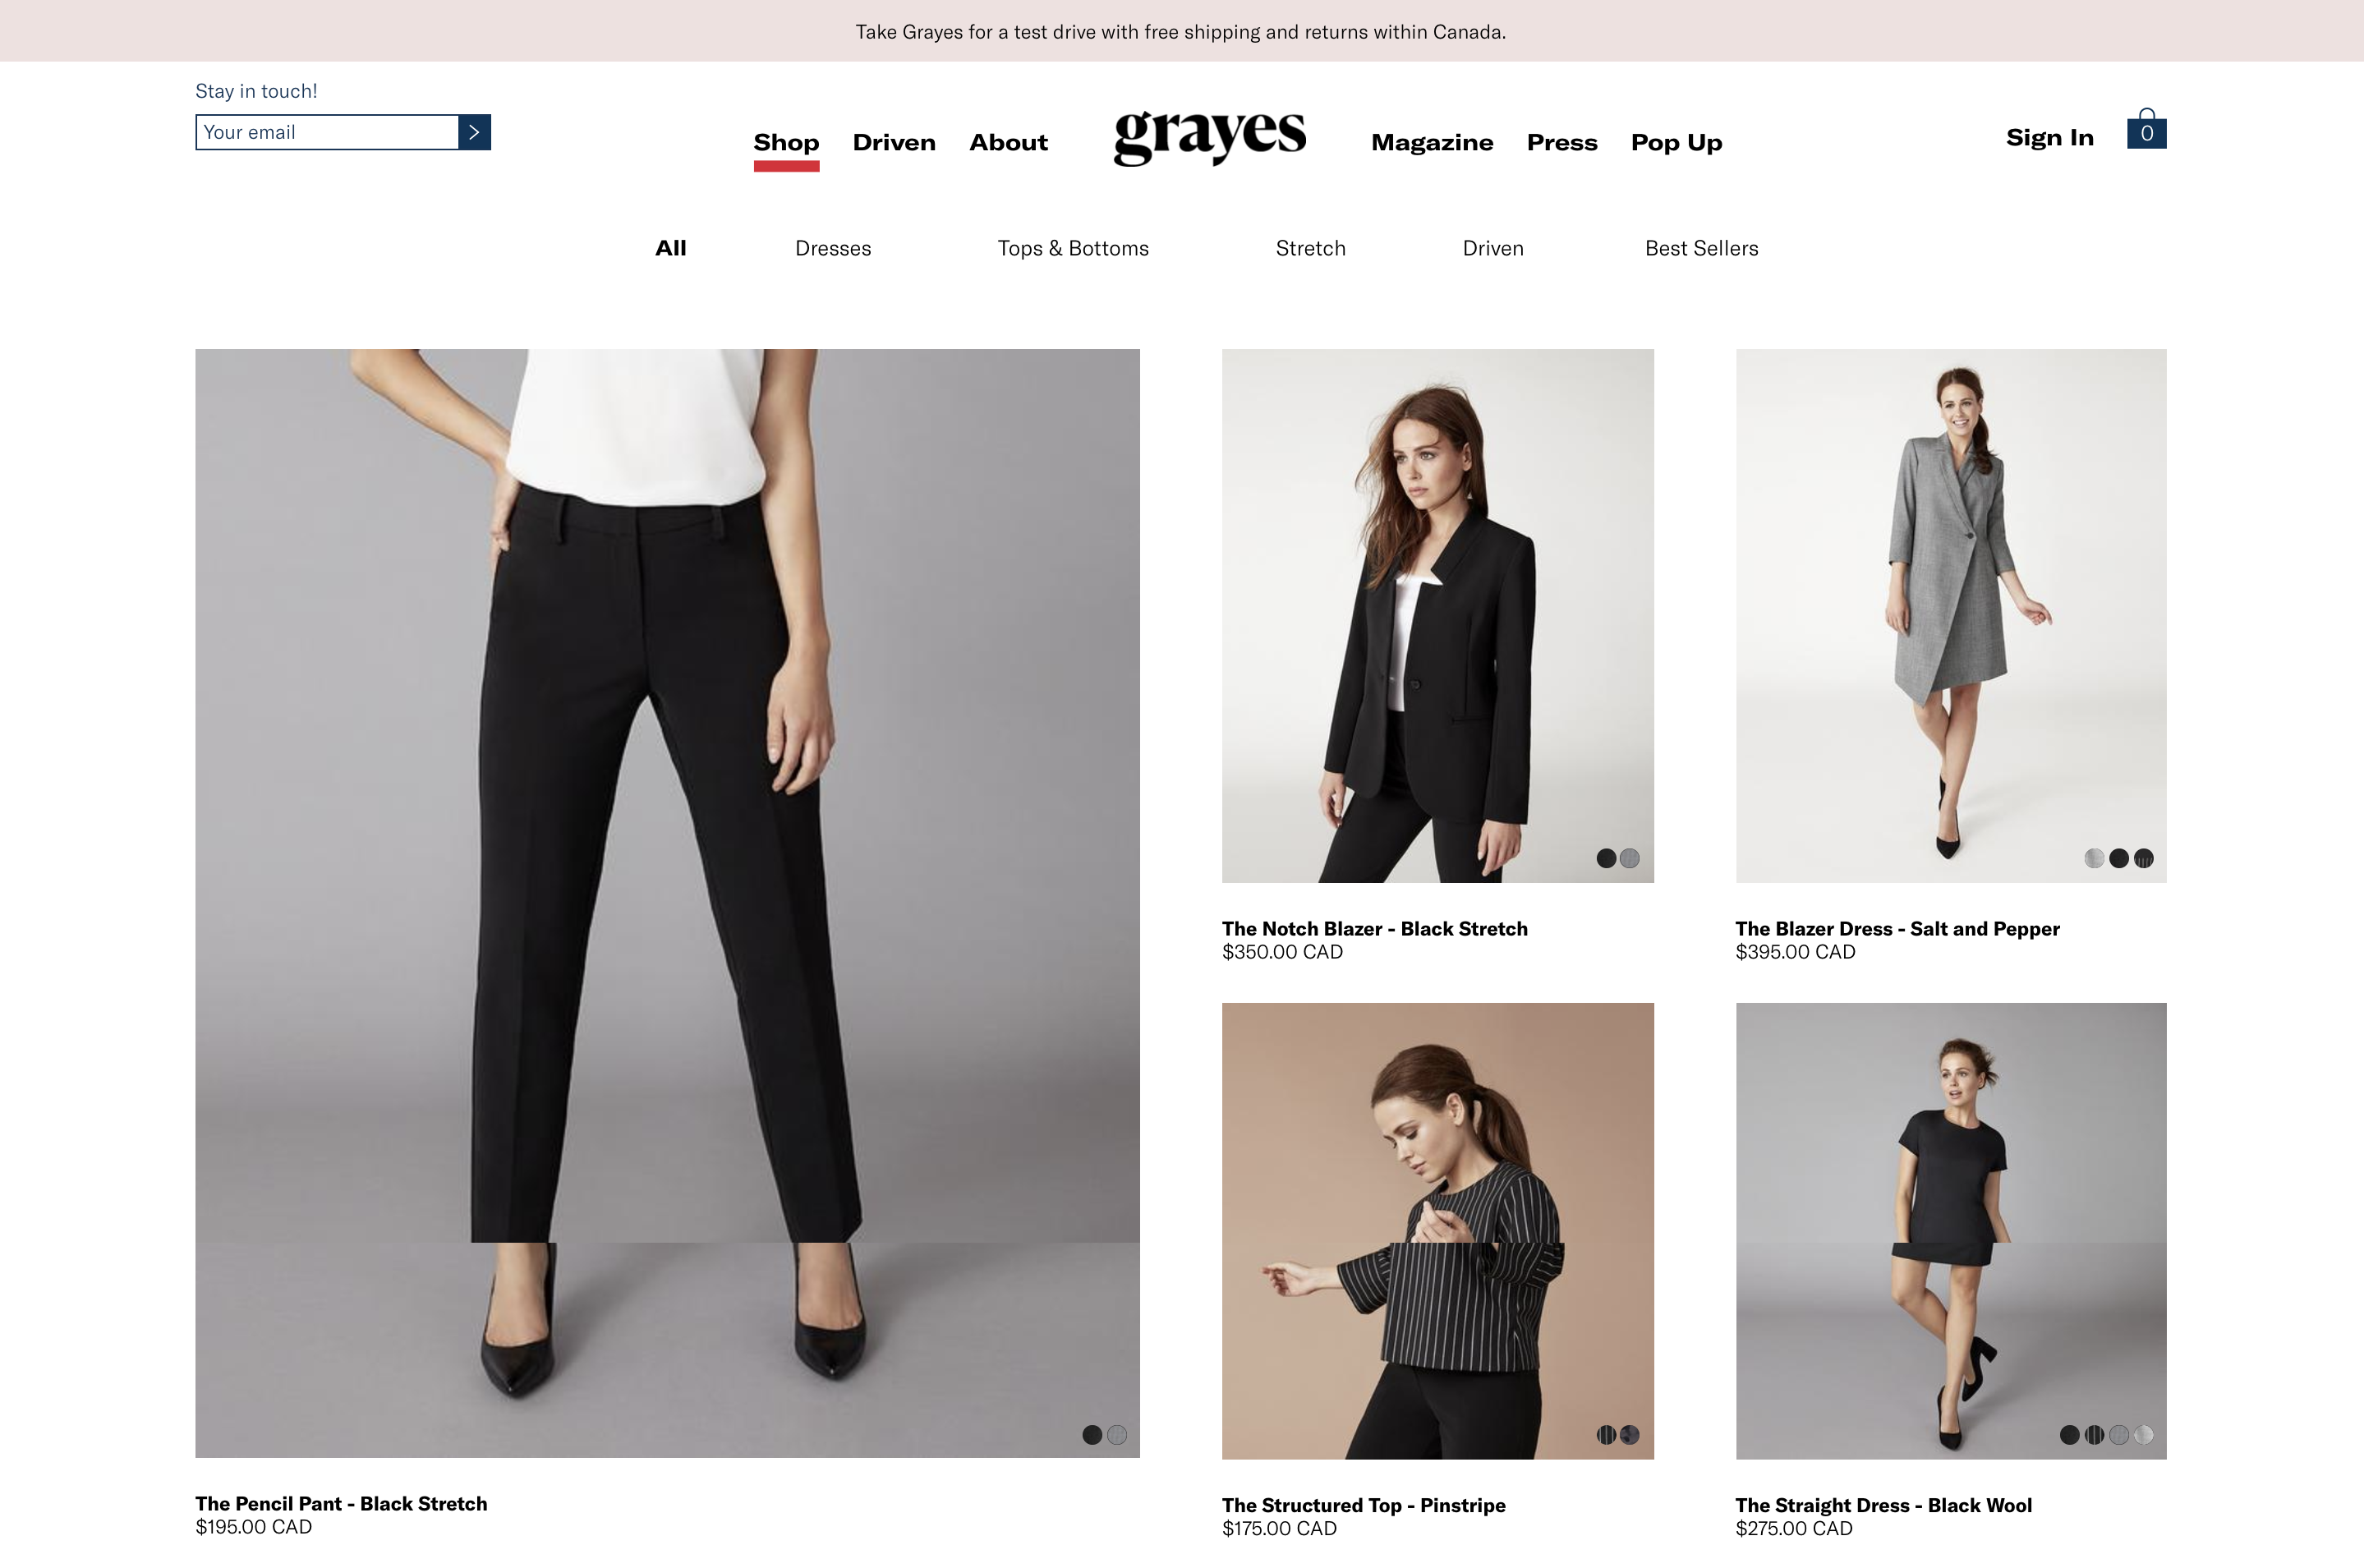 Take Grayes for a test drive with free shipping and returns within Canada.
Stay in touch!
Your email
Shop
Driven
About
grayes
Magazine
Press
Pop Up
Sign In
0
All
Dresses
Tops & Bottoms
Stretch
Driven
Best Sellers
The Notch Blazer - Black Stretch
$350.00 CAD
The Blazer Dress - Salt and Pepper
$395.00 CAD
The Pencil Pant - Black Stretch
$195.00 CAD
The Structured Top - Pinstripe
$175.00 CAD
The Straight Dress - Black Wool
$275.00 CAD